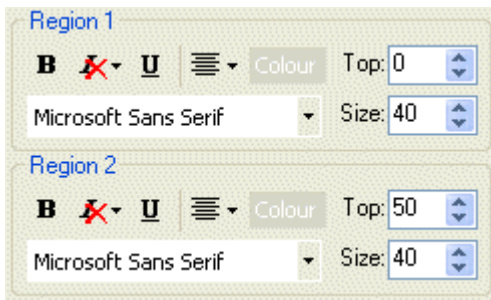 Region 1
B I U Colour Top: 0
Microsoft Sans Serif Size: 40
Region 2
B I U Colour Top: 50
Microsoft Sans Serif Size: 40